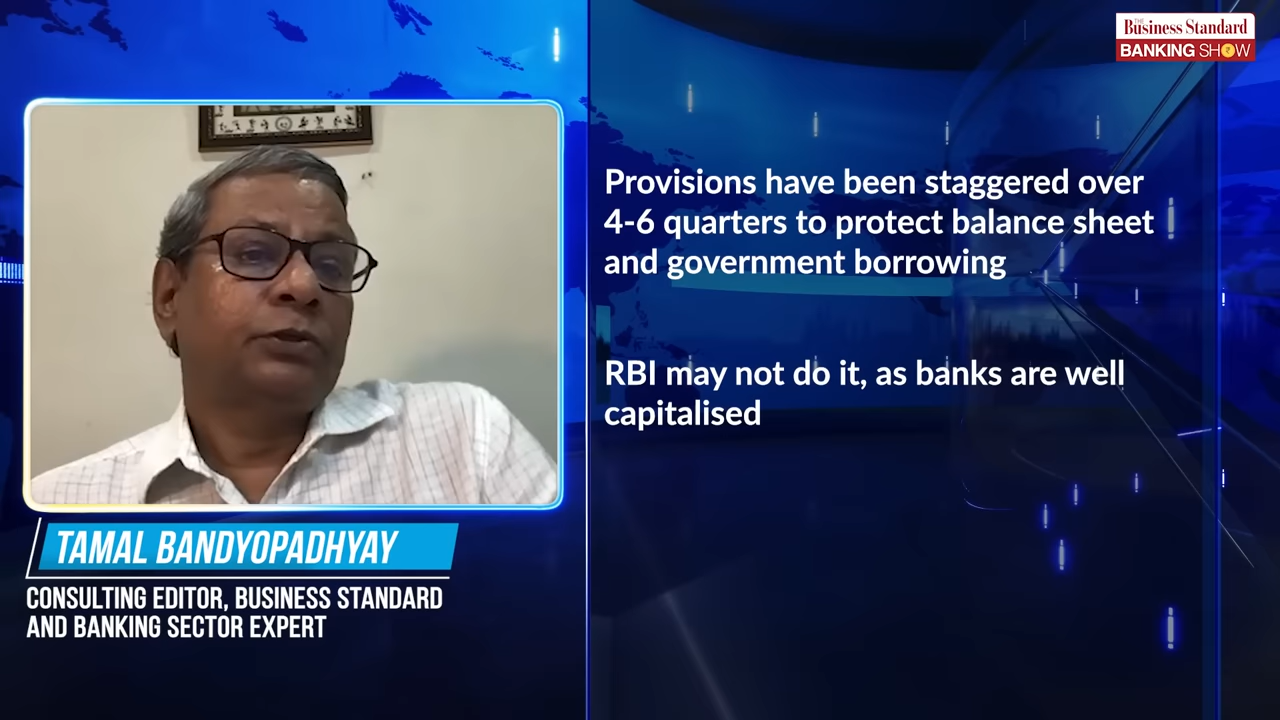 THE
Business Standard
BANKING SHOW
Provisions have been staggered over
4-6 quarters to protect balance sheet
and government borrowing
RBI may not do it, as banks are well
capitalised
TAMAL BANDYOPADHYAY
CONSULTING EDITOR, BUSINESS STANDARD
AND BANKING SECTOR EXPERT